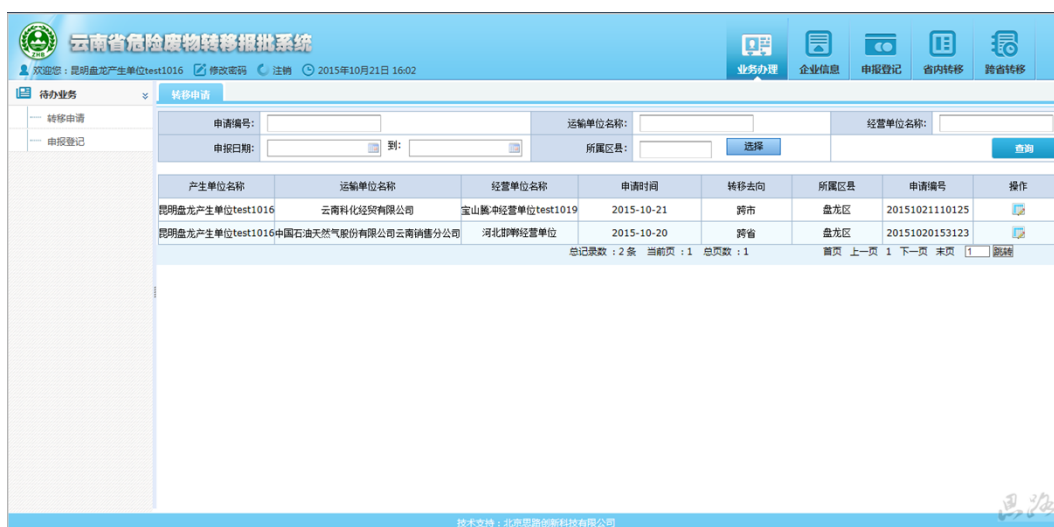 云南省危险废物转移报批系统
欢迎您：昆明盘龙产生单位test1016 修改密码 注销 2015年10月21日 16:02
业务办理 企业信息 申报登记 省内转移 跨省转移
待办业务
转移申请
申报登记
转移申请
申请编号: 运输单位名称: 经营单位名称:
申报日期: 到: 所属区县: 选择 查询
产生单位名称 运输单位名称 经营单位名称 申请时间 转移去向 所属区县 申请编号 操作
昆明盘龙产生单位test1016 云南科化经贸有限公司 宝山腾冲经营单位test1019 2015-10-21 跨市 盘龙区 20151021110125
昆明盘龙产生单位test1016 中国石油天然气股份有限公司云南销售分公司 河北邯郸经营单位 2015-10-20 跨省 盘龙区 20151020153123
总记录数：2条 当前页：1 总页数：1 首页 上一页 1 下一页 末页 1 跳转
技术支持：北京思路创新科技有限公司